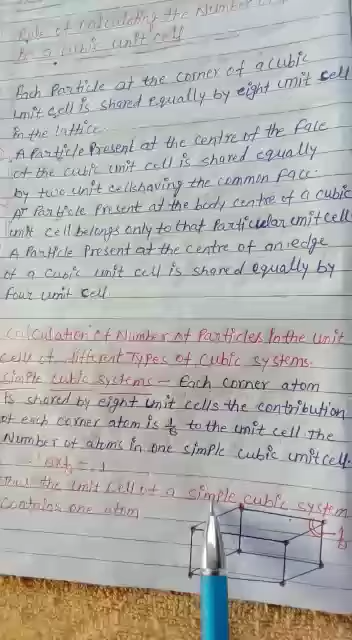 Rule of calculating the Number
in a cubic unit cell
Each Particle at the corner of a cubic
unit cell is shared equally by eight unit cell
in the lattice.
A Particle Present at the centre of the face
of the cubic unit cell is shared equally
by two unit cells having the common face.
A Particle present at the body centre of a cubic
unit cell belongs only to that particular unit cell
A Particle Present at the centre of an edge
of a cubic unit cell is shared equally by
four unit cell
Calculation of Number of Particles In the unit
cell of different Types of cubic systems.
Simple cubic systems - Each corner atom
is shared by eight unit cells the contribution
of each corner atom is 1/8 to the unit cell The
Number of atoms in one simple cubic unit cell.
= 1
the unit cell of a simple cubic system
contains one atom
1/8